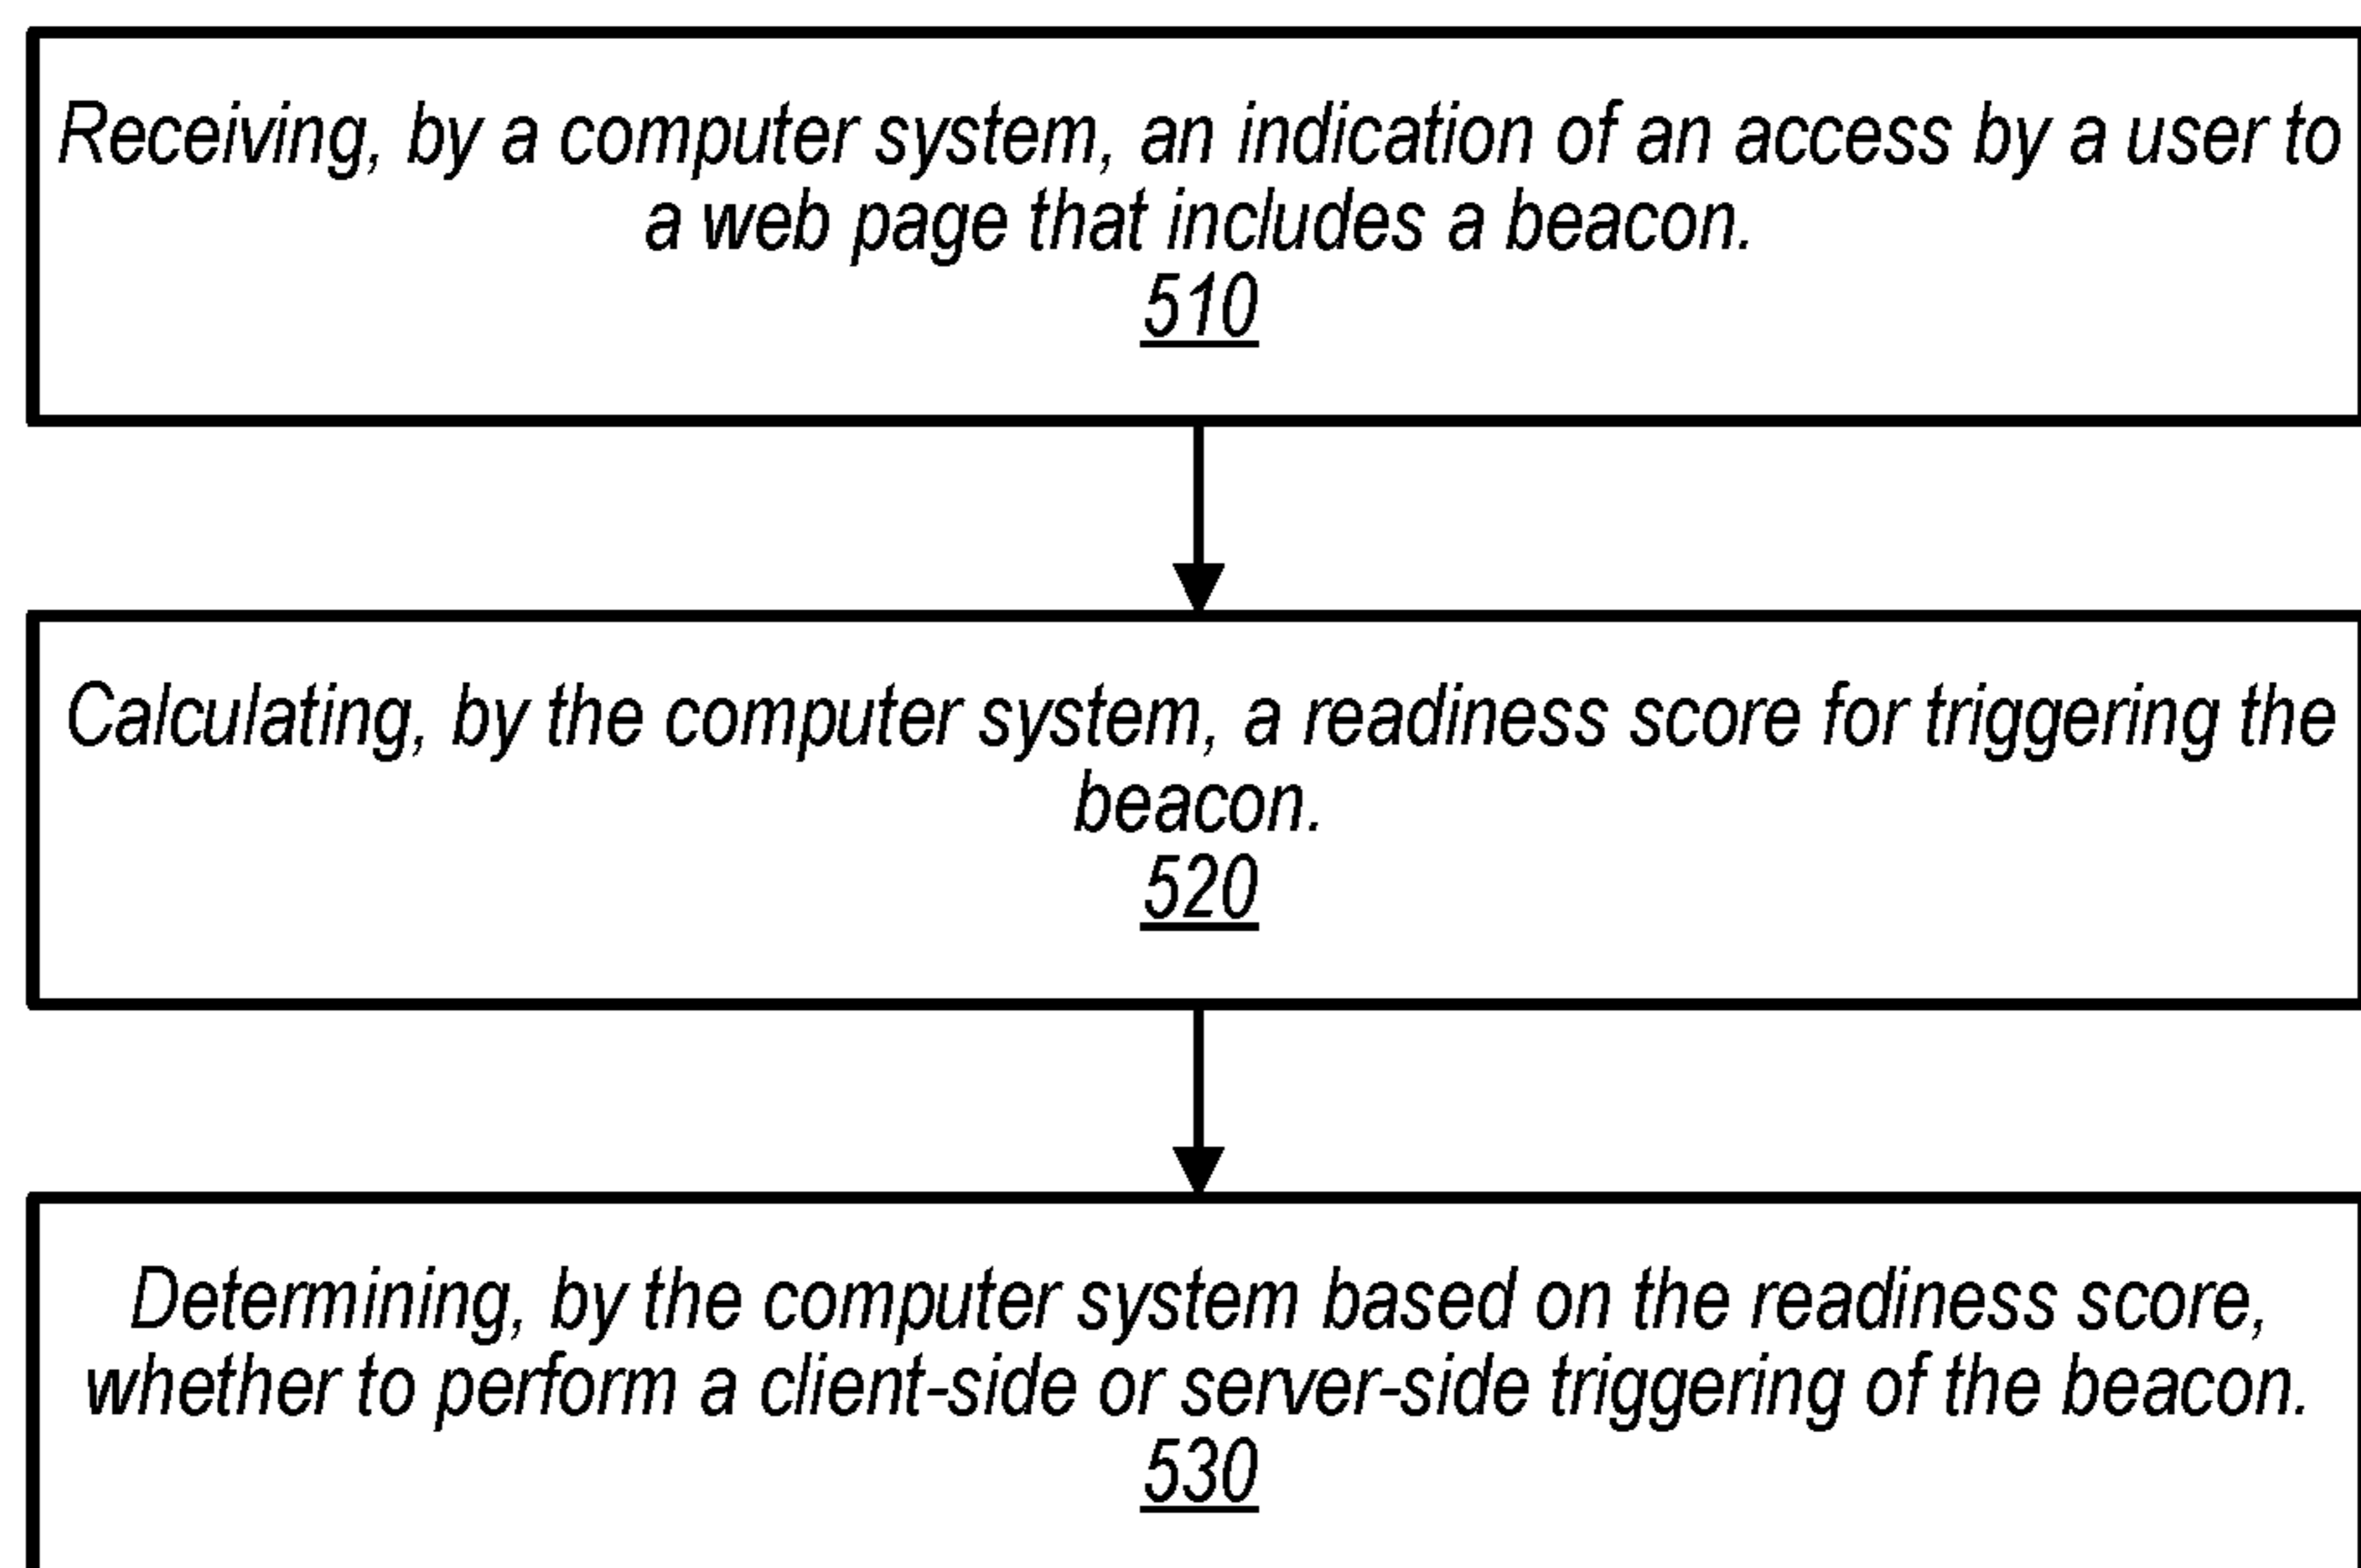 Receiving, by a computer system, an indication of an access by a user to
a web page that includes a beacon.
510
Calculating, by the computer system, a readiness score for triggering the
beacon.
520
Determining, by the computer system based on the readiness score,
whether to perform a client-side or server-side triggering of the beacon.
530